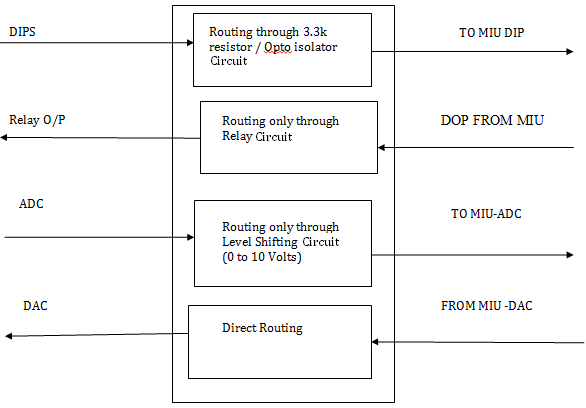 DIPS
Routing through 3.3k
resistor / Opto isolator
Circuit
TO MIU DIP
Relay O/P
Routing only through
Relay Circuit
DOP FROM MIU
ADC
Routing only through
Level Shifting Circuit
(0 to 10 Volts)
TO MIU-ADC
DAC
Direct Routing
FROM MIU -DAC